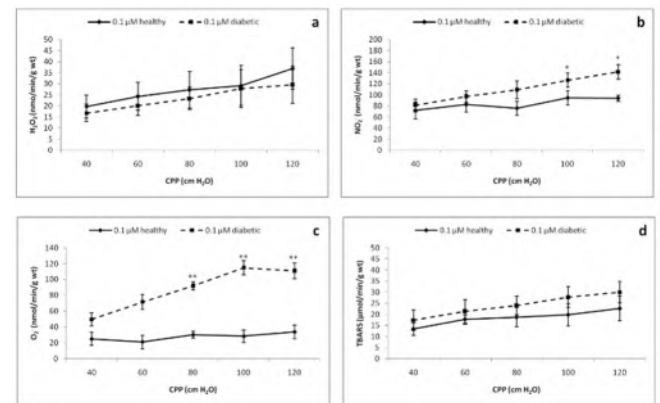 0.1 µM healthy 0.1 µM diabetic a
50
45
40
35
30
25
20
15
10
5
0
H₂O₂(nmo/min/g wt)
40 60 80 100 120
CPP (cm H₂O)
0.1 µM healthy 0.1 µM diabetic b
200
180
160
140
120
100
80
60
40
20
0
NO₂⁻(nmol/min/g wt)
* *
40 60 80 100 120
CPP (cm H₂O)
0.1 µM healthy 0.1 µM diabetic c
140
120
100
80
60
40
20
0
O₂⁻ (nmol/min/g wt)
** ** **
40 60 80 100 120
CPP (cm H₂O)
0.1 µM healthy 0.1 µM diabetic d
50
45
40
35
30
25
20
15
10
5
0
TBARS (µmol/min/g wt)
40 60 80 100 120
CPP (cm H₂O)